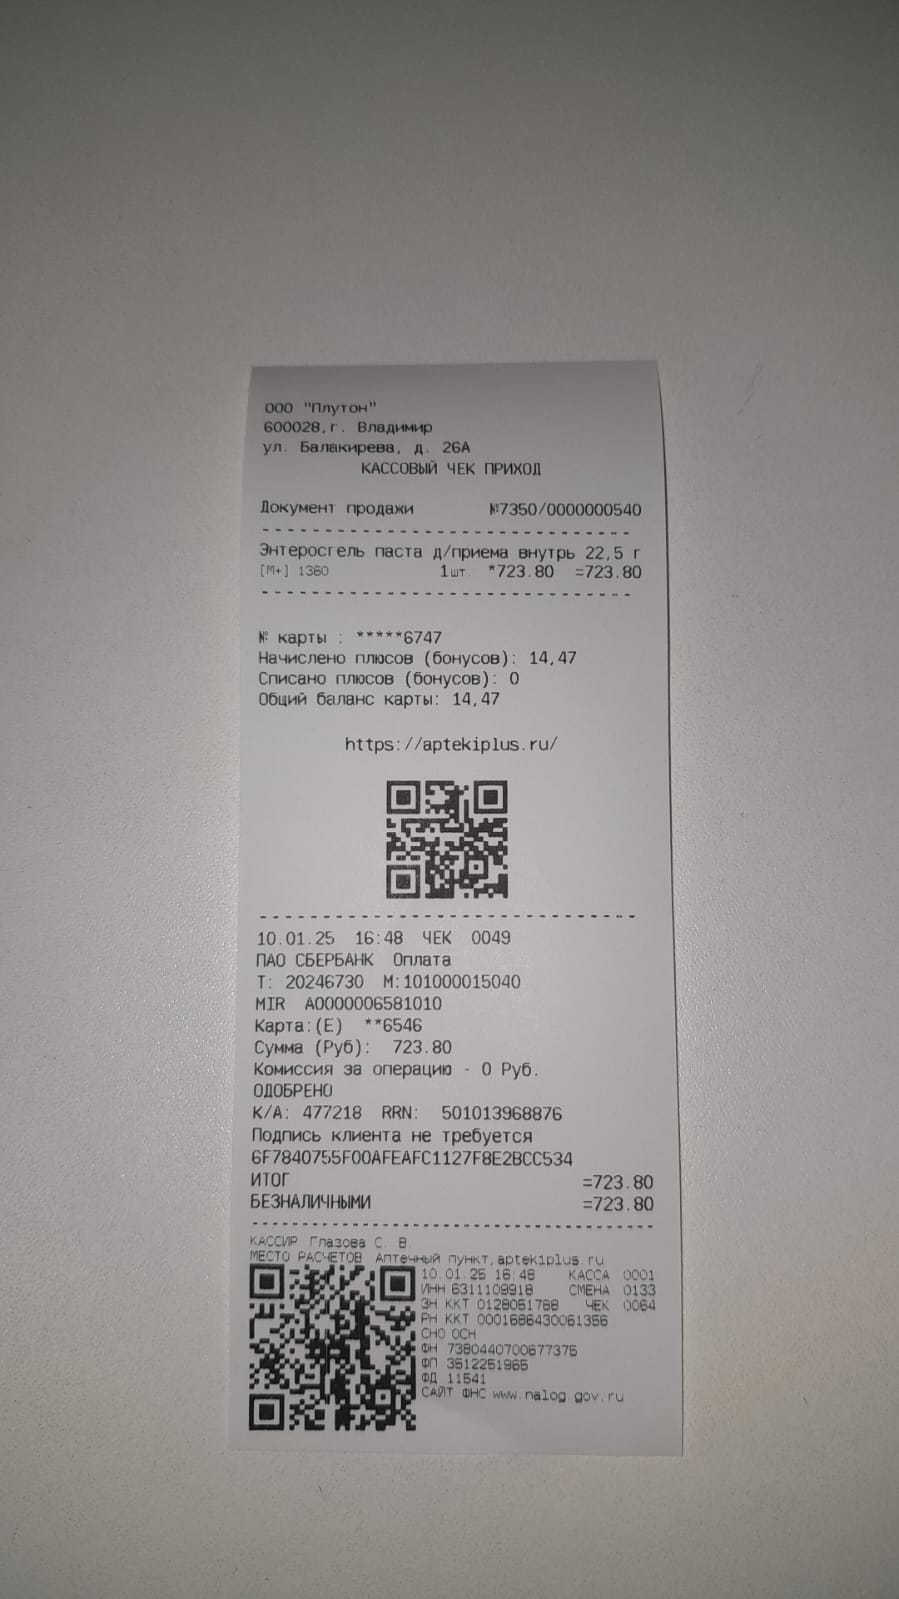 ООО "Плутон"
600028,г. Владимир
ул. Балакирева, д. 26А
КАССОВЫЙ ЧЕК ПРИХОД
Документ продажи №7350/0000000540
Энтеросгель паста д/приема внутрь 22,5 г
[М+] 1360 1шт. *723.80 =723.80
№ карты : *****6747
Начислено плюсов (бонусов): 14,47
Списано плюсов (бонусов): 0
Общий баланс карты: 14,47
https://aptekiplus.ru/
10.01.25 16:48 ЧЕК 0049
ПАО СБЕРБАНК Оплата
Т: 20246730 М:101000015040
MIR A0000006581010
Карта:(E) **6546
Сумма (Руб): 723.80
Комиссия за операцию - 0 Руб.
ОДОБРЕНО
К/А: 477218 RRN: 501013968876
Подпись клиента не требуется
6F7840755F00AFEAFC1127F8E2BCC534
ИТОГ =723.80
БЕЗНАЛИЧНЫМИ =723.80
КАССИР Глазова С. В.
МЕСТО РАСЧЕТОВ Аптечный пункт,aptekiplus.ru
10.01.25 16:48 КАССА 0001
ИНН 6311109918 СМЕНА 0133
ЗН ККТ 0128051768 ЧЕК 0064
РН ККТ 0001686430061356
СНО ОСН
ФН 7380440700677375
ФП 3512251965
ФД 11541
САЙТ ФНС www.nalog.gov.ru